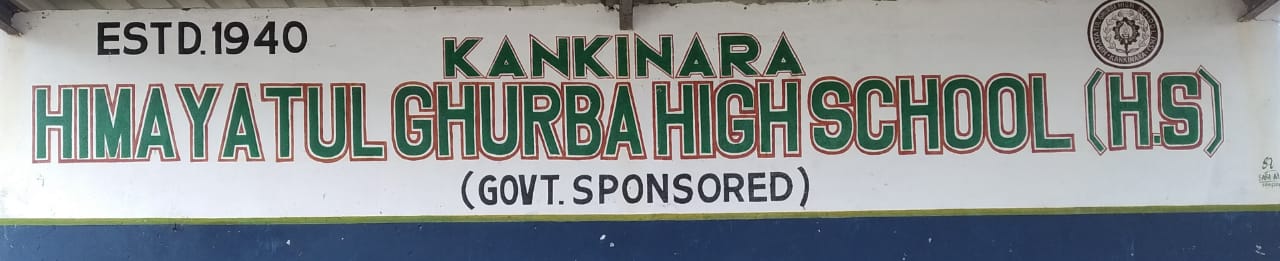 ESTD. 1940
KANKINARA
HIMAYATUL GHURBA HIGH SCHOOL (H.S)
(GOVT. SPONSORED)